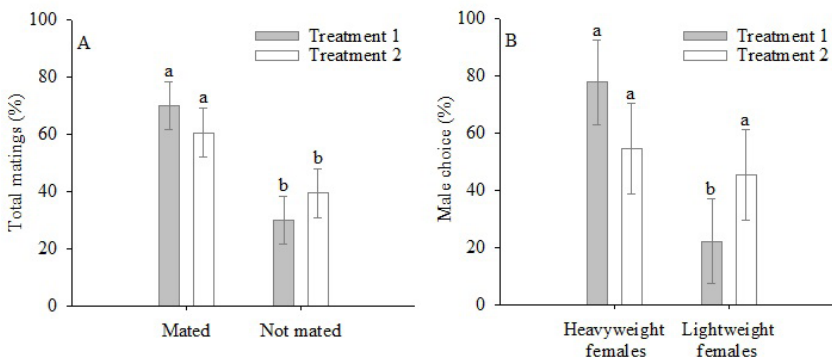 A
Treatment 1
Treatment 2
Total matings (%)
100
80
60
40
20
0
a
a
b
b
Mated
Not mated
B
Treatment 1
Treatment 2
Male choice (%)
100
80
60
40
20
0
a
a
b
a
Heavyweight
females
Lightweight
females